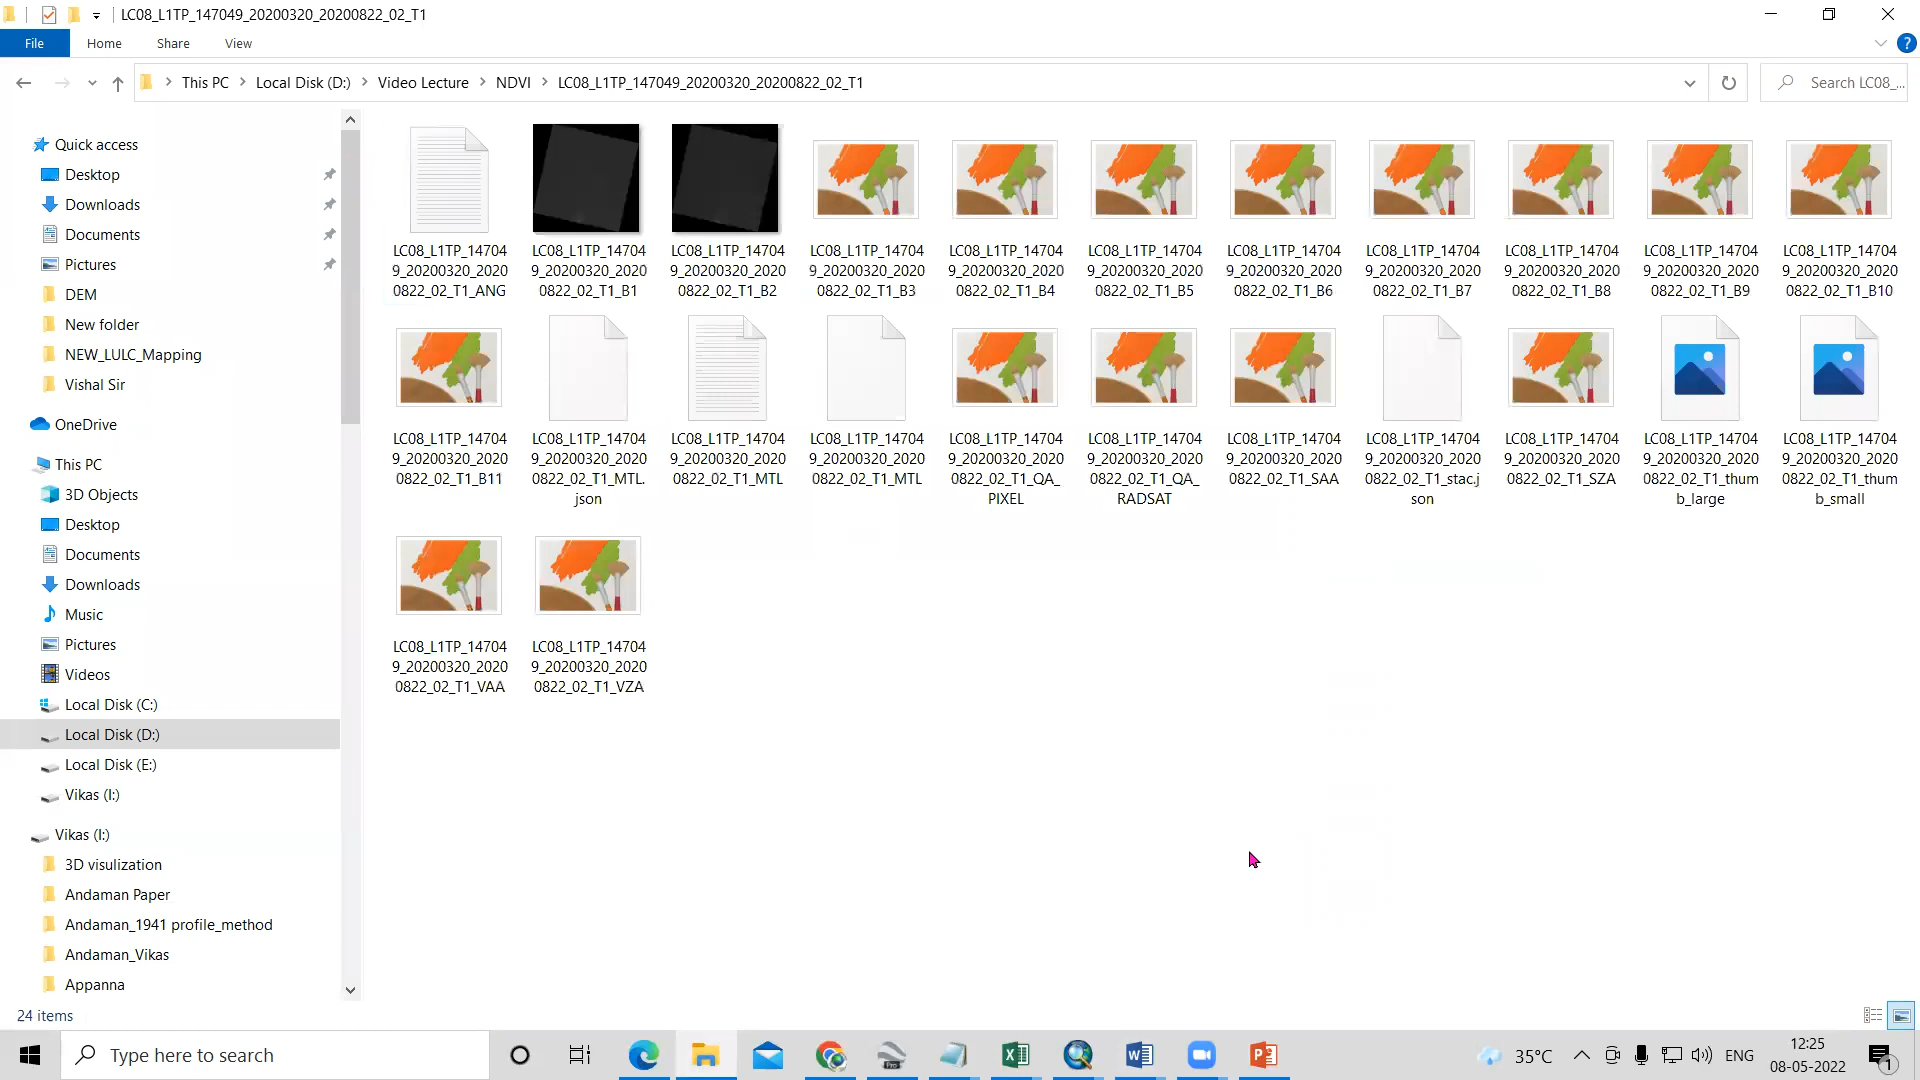 LC08_L1TP_147049_20200320_20200822_02_T1
File Home Share View
This PC Local Disk (D:) Video Lecture NDVI LC08_L1TP_147049_20200320_20200822_02_T1
Search LC08_...
Quick access
Desktop
Downloads
Documents
Pictures
DEM
New folder
NEW_LULC_Mapping
Vishal Sir
OneDrive
This PC
3D Objects
Desktop
Documents
Downloads
Music
Pictures
Videos
Local Disk (C:)
Local Disk (D:)
Local Disk (E:)
Vikas (I:)
Vikas (I:)
3D visulization
Andaman Paper
Andaman_1941 profile_method
Andaman_Vikas
Appanna
LC08_L1TP_14704
9_20200320_2020
0822_02_T1_ANG
LC08_L1TP_14704
9_20200320_2020
0822_02_T1_B1
LC08_L1TP_14704
9_20200320_2020
0822_02_T1_B2
LC08_L1TP_14704
9_20200320_2020
0822_02_T1_B3
LC08_L1TP_14704
9_20200320_2020
0822_02_T1_B4
LC08_L1TP_14704
9_20200320_2020
0822_02_T1_B5
LC08_L1TP_14704
9_20200320_2020
0822_02_T1_B6
LC08_L1TP_14704
9_20200320_2020
0822_02_T1_B7
LC08_L1TP_14704
9_20200320_2020
0822_02_T1_B8
LC08_L1TP_14704
9_20200320_2020
0822_02_T1_B9
LC08_L1TP_14704
9_20200320_2020
0822_02_T1_B10
LC08_L1TP_14704
9_20200320_2020
0822_02_T1_B11
LC08_L1TP_14704
9_20200320_2020
0822_02_T1_MTL.
json
LC08_L1TP_14704
9_20200320_2020
0822_02_T1_MTL
LC08_L1TP_14704
9_20200320_2020
0822_02_T1_MTL
LC08_L1TP_14704
9_20200320_2020
0822_02_T1_QA_
PIXEL
LC08_L1TP_14704
9_20200320_2020
0822_02_T1_QA_
RADSAT
LC08_L1TP_14704
9_20200320_2020
0822_02_T1_SAA
LC08_L1TP_14704
9_20200320_2020
0822_02_T1_stac.j
son
LC08_L1TP_14704
9_20200320_2020
0822_02_T1_SZA
LC08_L1TP_14704
9_20200320_2020
0822_02_T1_thum
b_large
LC08_L1TP_14704
9_20200320_2020
0822_02_T1_thum
b_small
LC08_L1TP_14704
9_20200320_2020
0822_02_T1_VAA
LC08_L1TP_14704
9_20200320_2020
0822_02_T1_VZA
24 items
Type here to search
Pro
35°C
ENG
12:25
08-05-2022
1